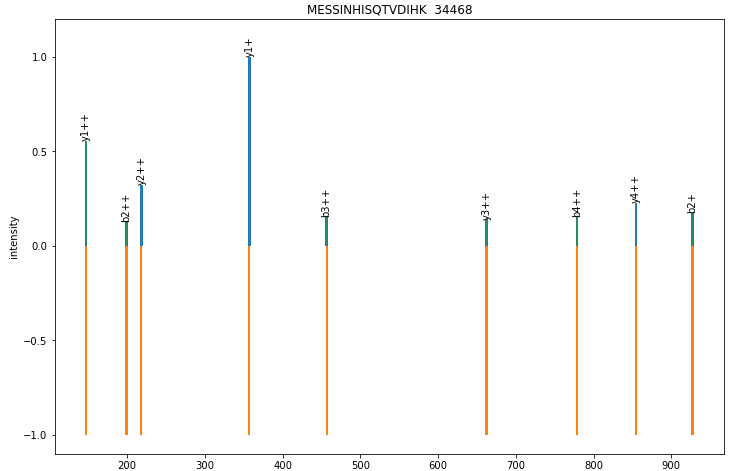 MESSINHISQTVDIHK 34468
y1+
y1++
y2++
b2++
b3++
y3++
b4++
y4++
b2+
intensity
1.0
0.5
0.0
−0.5
−1.0
200 300 400 500 600 700 800 900